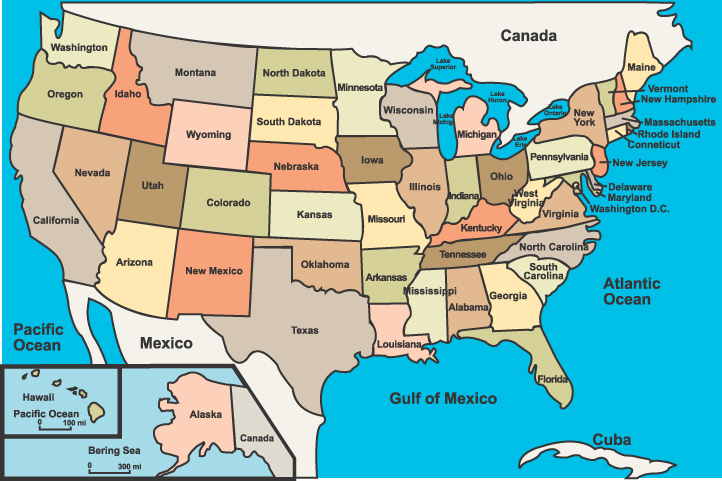 Canada
Washington
Montana
North Dakota
Minnesota
Lake
Superior
Maine
Oregon
Idaho
Wyoming
South Dakota
Wisconsin
Lake
Michig
Lake
Huron
Michigan
Lake
Ontario
Lake
Erie
New
York
Vermont
New Hampshire
Massachusetts
Rhode Island
Conneticut
Nevada
Utah
Nebraska
Iowa
Illinois
Indiana
Ohio
Pennsylvania
New Jersey
Delaware
Maryland
Washington D.C.
California
Colorado
Kansas
Missouri
Kentucky
West
Virginia
Virginia
Arizona
New Mexico
Oklahoma
Arkansas
Tennessee
North Carolina
South
Carolina
Texas
Louisiana
Mississippi
Alabama
Georgia
Florida
Atlantic
Ocean
Pacific
Ocean
Mexico
Gulf of Mexico
Cuba
Hawaii
Pacific Ocean
0 100 mi
Alaska
Canada
Bering Sea
0 300 mi